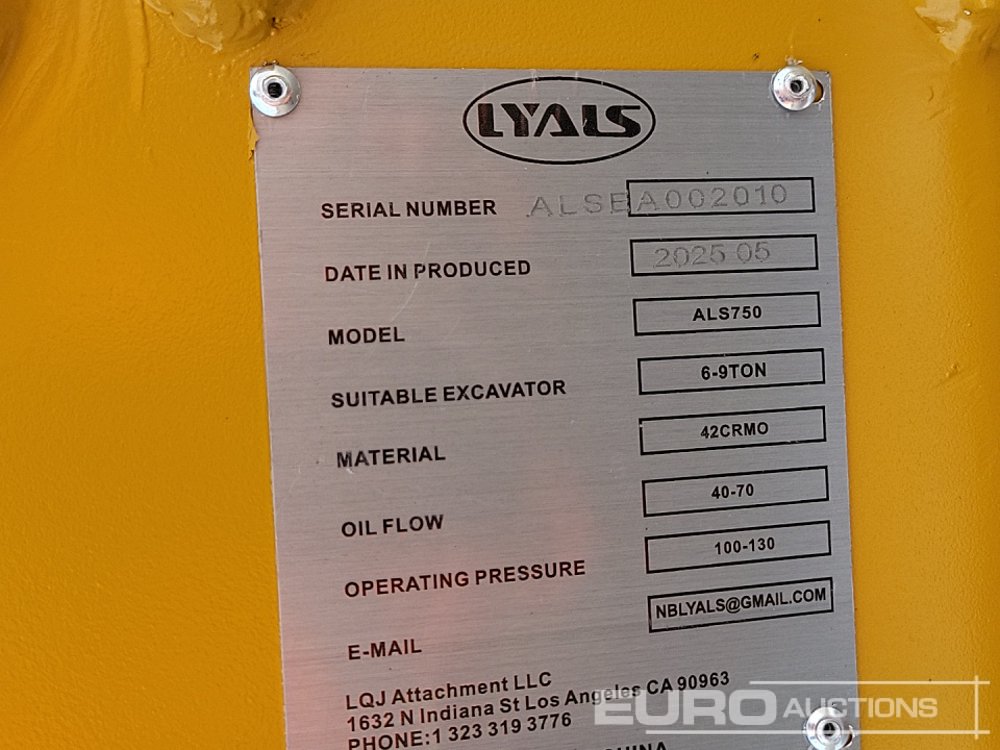 LYALS
SERIAL NUMBER ALSEA002010
DATE IN PRODUCED 2025 05
MODEL ALS750
SUITABLE EXCAVATOR 6-9TON
MATERIAL 42CRMO
OIL FLOW 40-70
OPERATING PRESSURE 100-130
E-MAIL NBLYALS@GMAIL.COM
LQJ Attachment LLC
1632 N Indiana St Los Angeles CA 90963
PHONE:1 323 319 3776
CHINA
EURO AUCTIONS